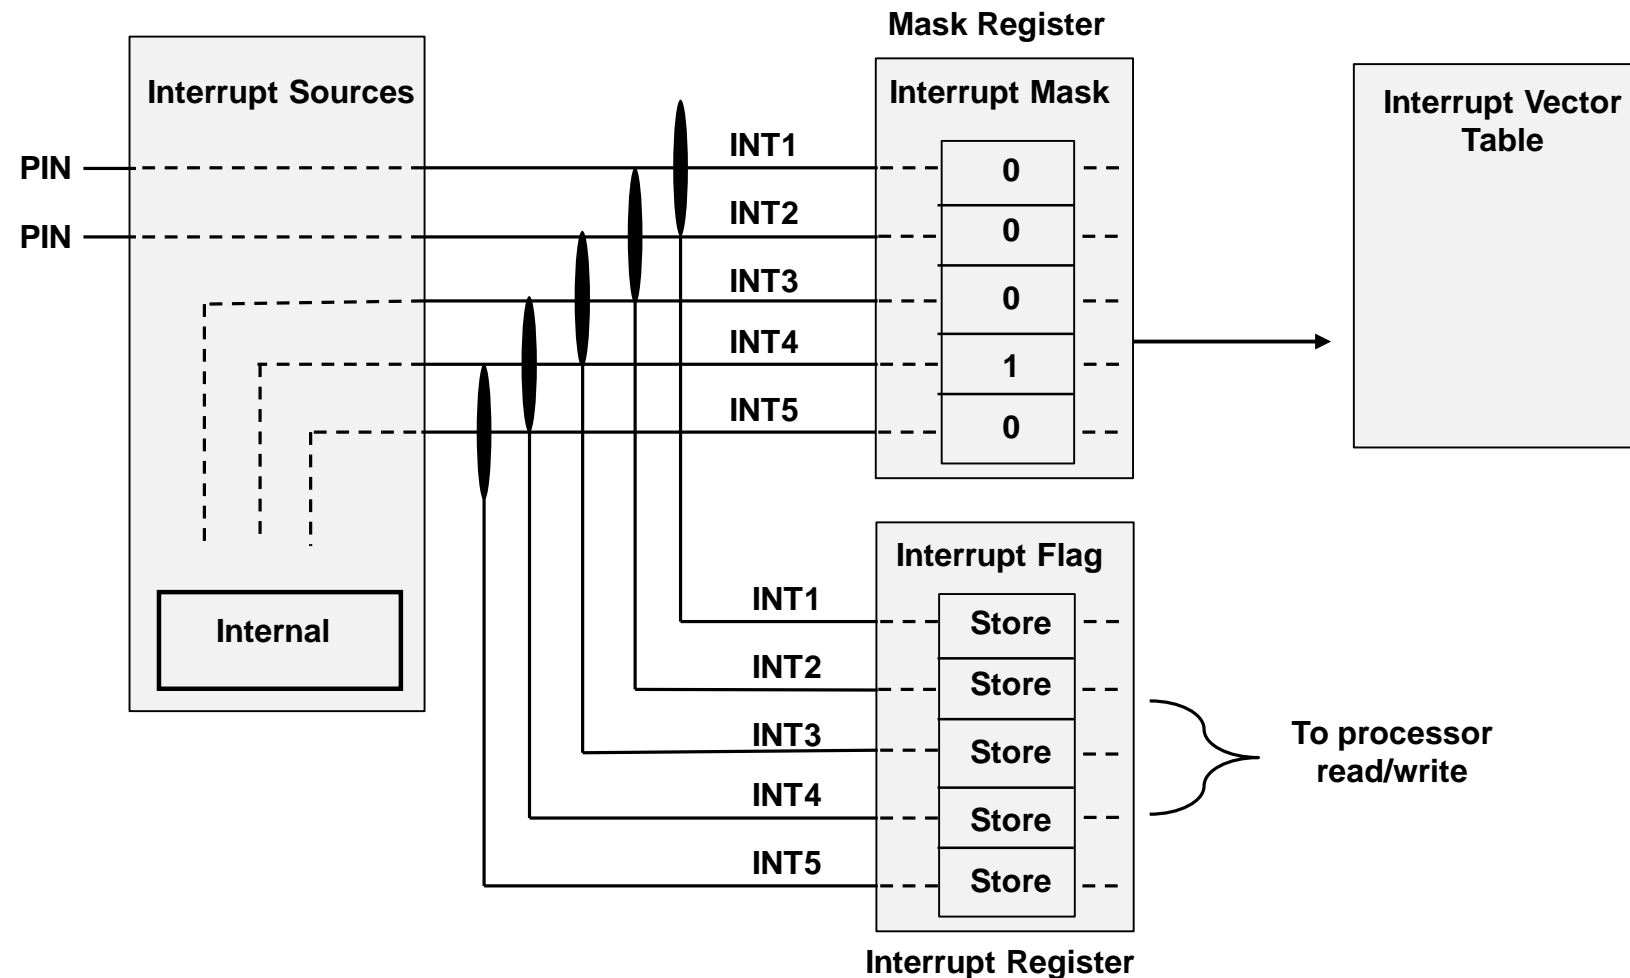 Mask Register
Interrupt Sources
Interrupt Mask
Interrupt Vector
Table
PIN
INT1
0
PIN
INT2
0
INT3
0
INT4
1
INT5
0
Interrupt Flag
Internal
INT1
Store
INT2
Store
INT3
Store
To processor
read/write
INT4
Store
INT5
Store
Interrupt Register